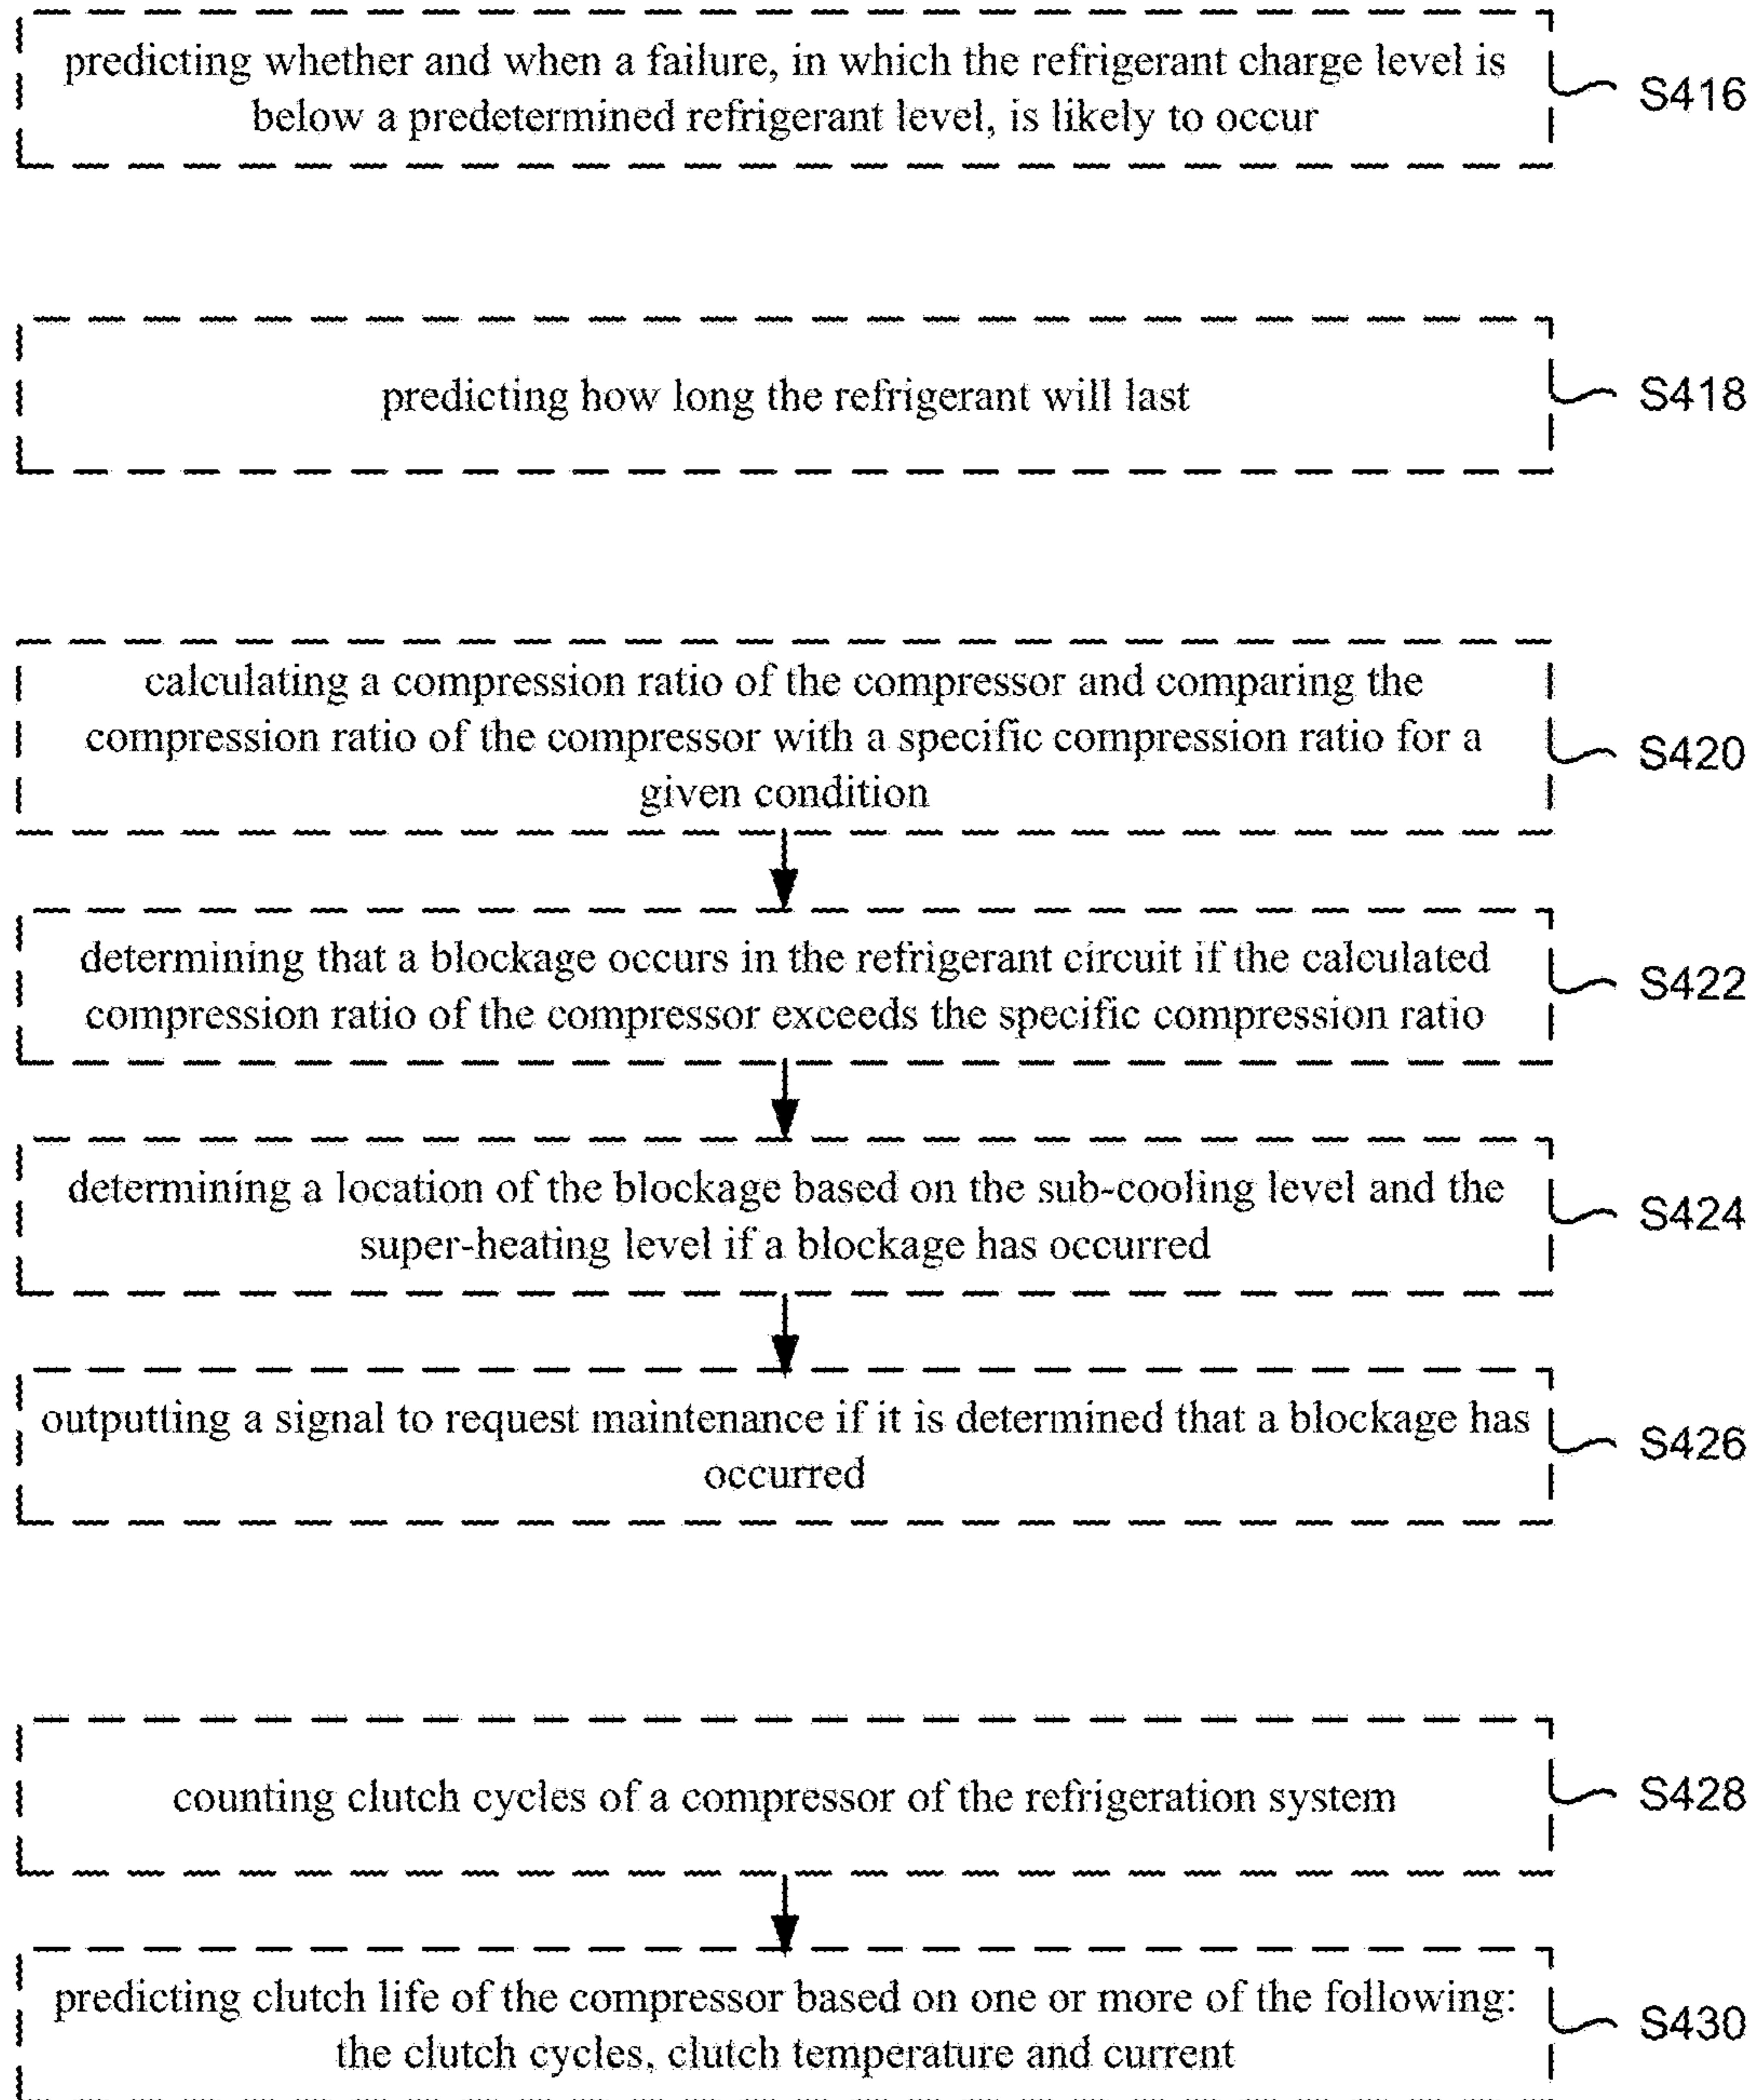 predicting whether and when a failure, in which the refrigerant charge level is
below a predetermined refrigerant level, is likely to occur
S416
predicting how long the refrigerant will last
S418
calculating a compression ratio of the compressor and comparing the
compression ratio of the compressor with a specific compression ratio for a
given condition
S420
determining that a blockage occurs in the refrigerant circuit if the calculated
compression ratio of the compressor exceeds the specific compression ratio
S422
determining a location of the blockage based on the sub-cooling level and the
super-heating level if a blockage has occurred
S424
outputting a signal to request maintenance if it is determined that a blockage has
occurred
S426
counting clutch cycles of a compressor of the refrigeration system
S428
predicting clutch life of the compressor based on one or more of the following:
the clutch cycles, clutch temperature and current
S430